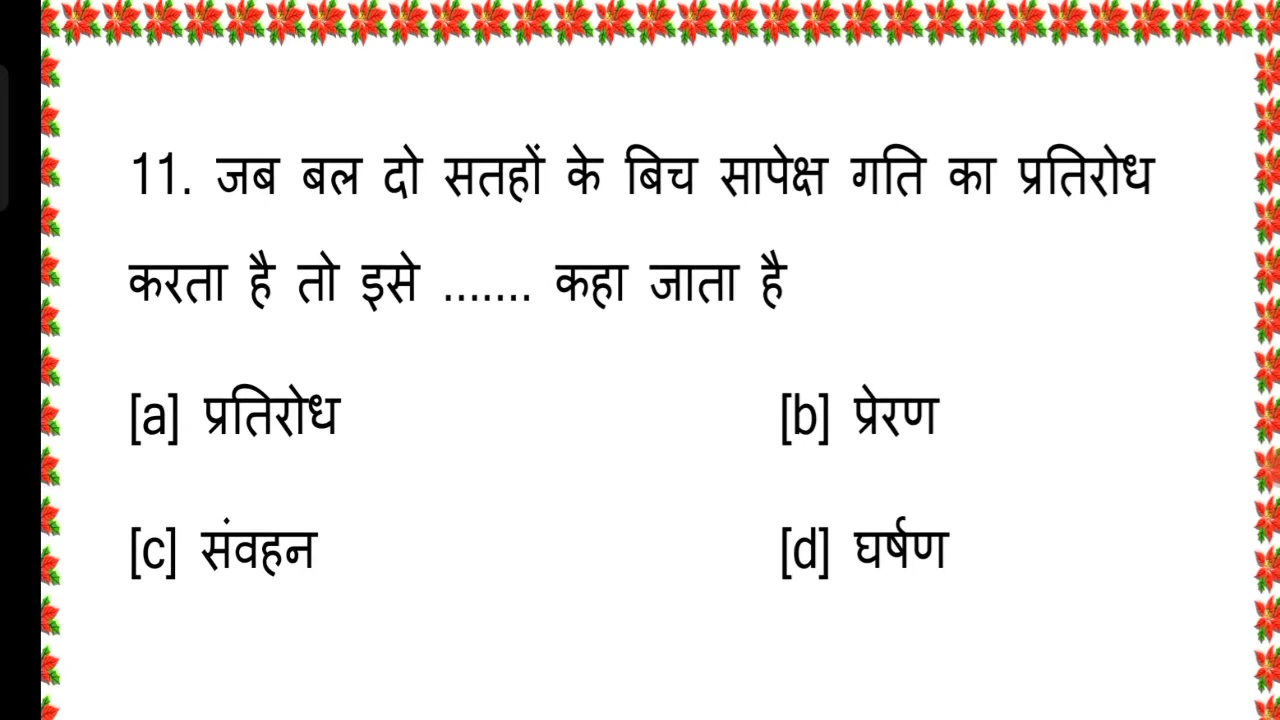 11. जब बल दो सतहों के बिच सापेक्ष गति का प्रतिरोध
करता है तो इसे ....... कहा जाता है
[a] प्रतिरोध [b] प्रेरण
[c] संवहन [d] घर्षण